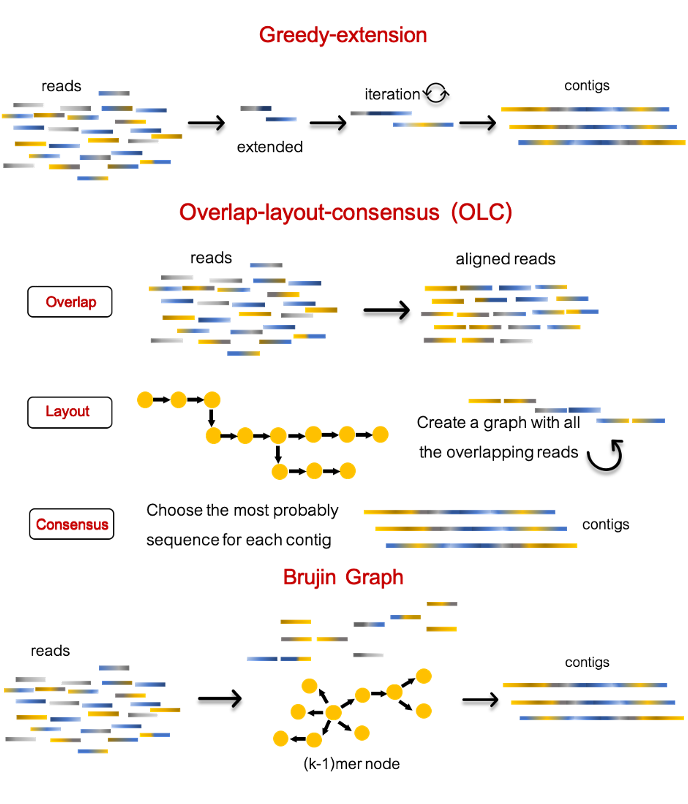 Greedy-extension
reads
iteration
contigs
extended
Overlap-layout-consensus (OLC)
reads
aligned reads
Overlap
Layout
Create a graph with all
the overlapping reads
Consensus
Choose the most probably
sequence for each contig
contigs
Brujin Graph
reads
contigs
(k-1)mer node